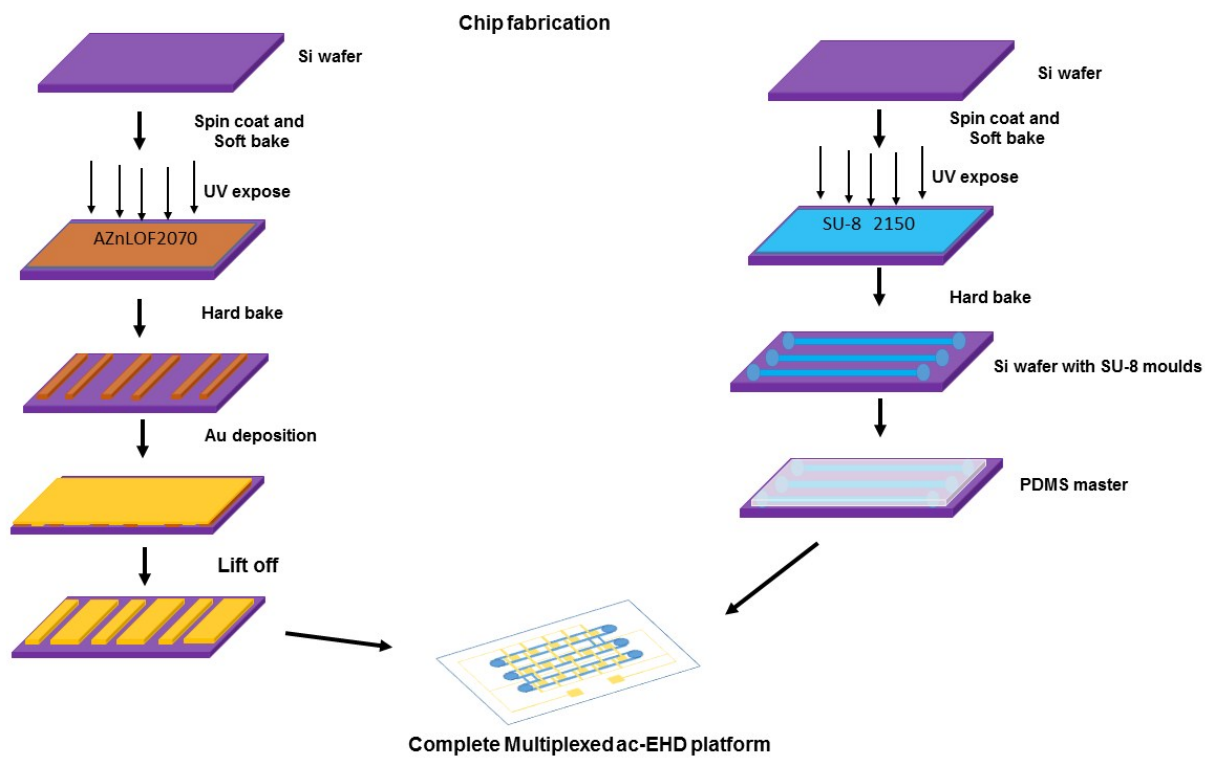 Chip fabrication
Si wafer
Spin coat and
Soft bake
UV expose
AZnLOF2070
Hard bake
Au deposition
Lift off
Si wafer
Spin coat and
Soft bake
UV expose
SU-8 2150
Hard bake
Si wafer with SU-8 moulds
PDMS master
Complete Multiplexed ac-EHD platform